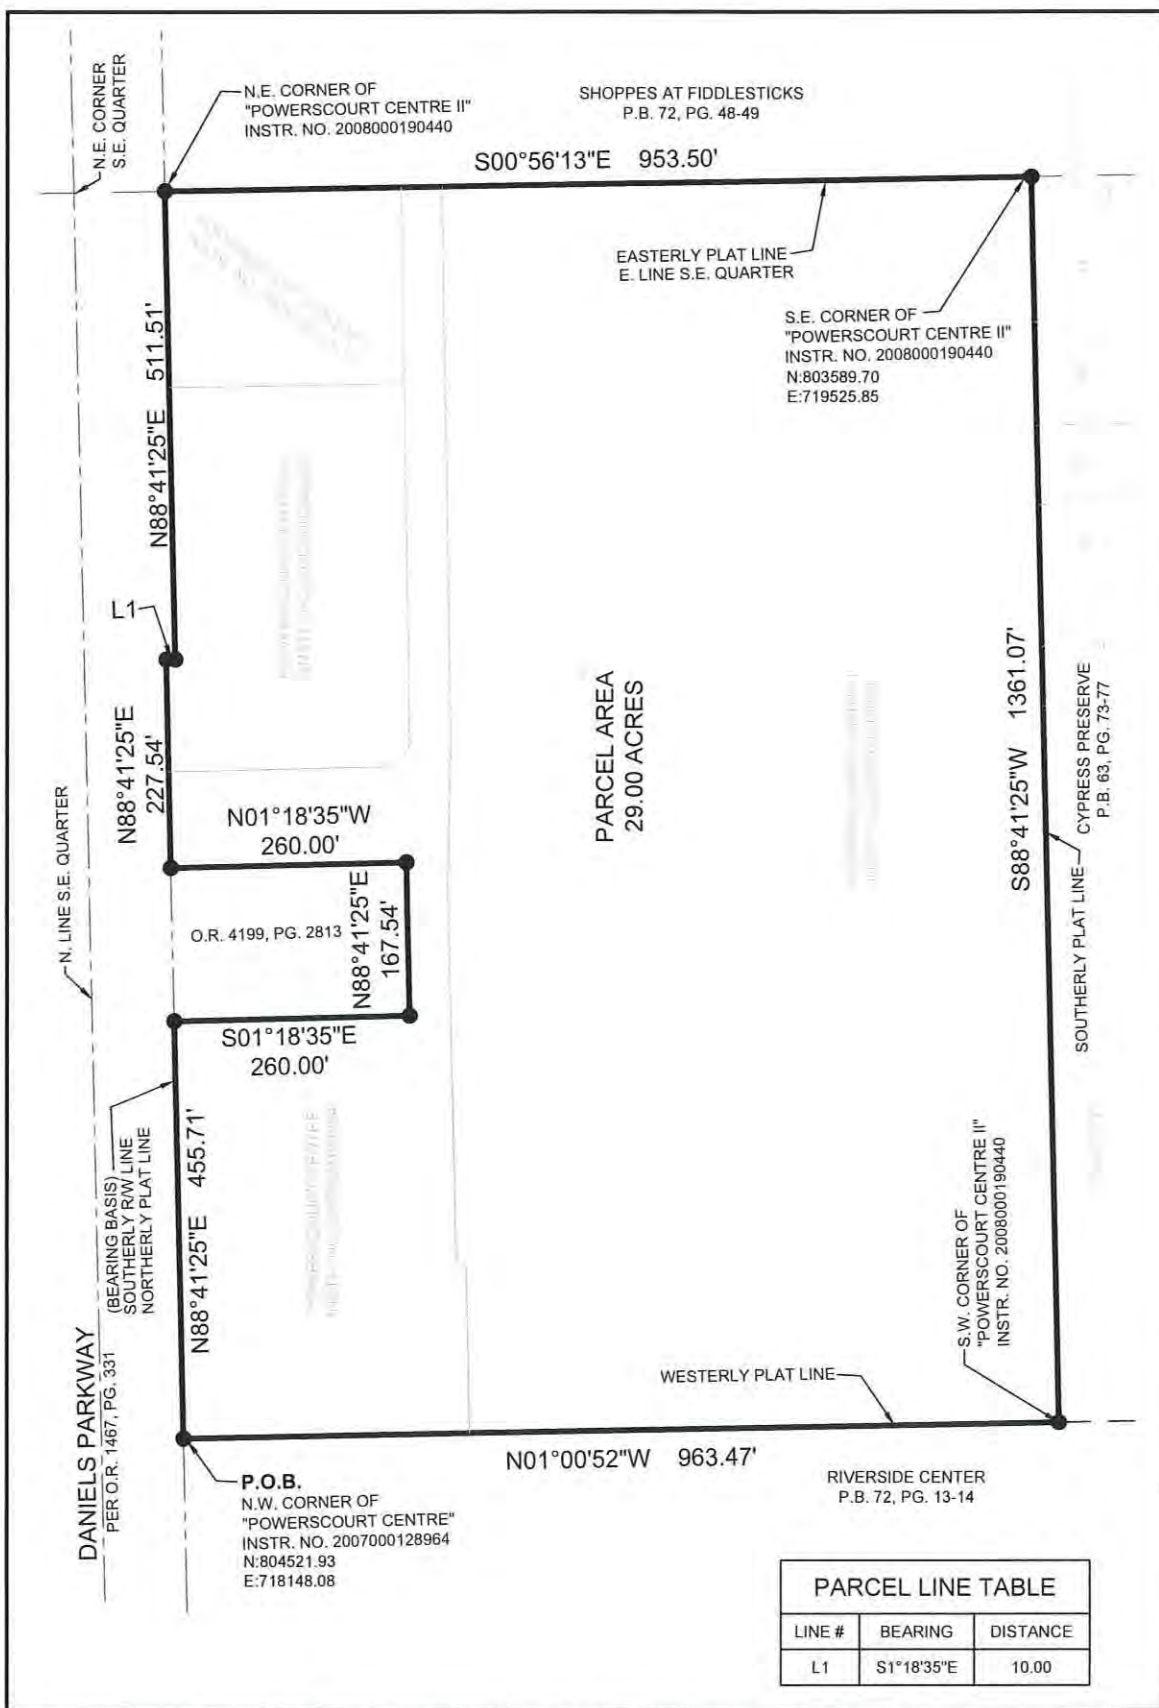 N.E. CORNER
S.E. QUARTER
N.E. CORNER OF
"POWERSCOURT CENTRE II"
INSTR. NO. 2008000190440
SHOPPES AT FIDDLESTICKS
P.B. 72, PG. 48-49
S00°56'13"E 953.50'
EASTERLY PLAT LINE
E. LINE S.E. QUARTER
S.E. CORNER OF
"POWERSCOURT CENTRE II"
INSTR. NO. 2008000190440
N:803589.70
E:719525.85
N88°41'25"E 511.51'
L1
N88°41'25"E
227.54'
N. LINE S.E. QUARTER
N01°18'35"W
260.00'
O.R. 4199, PG. 2813
N88°41'25"E
167.54'
S01°18'35"E
260.00'
PARCEL AREA
29.00 ACRES
S88°41'25"W 1361.07'
CYPRESS PRESERVE
P.B. 63, PG. 73-77
SOUTHERLY PLAT LINE
(BEARING BASIS)
SOUTHERLY R/W LINE
NORTHERLY PLAT LINE
N88°41'25"E 455.71'
DANIELS PARKWAY
PER O.R. 1467, PG. 331
S.W. CORNER OF
"POWERSCOURT CENTRE II"
INSTR. NO. 2008000190440
WESTERLY PLAT LINE
N01°00'52"W 963.47'
P.O.B.
N.W. CORNER OF
"POWERSCOURT CENTRE"
INSTR. NO. 2007000128964
N:804521.93
E:718148.08
RIVERSIDE CENTER
P.B. 72, PG. 13-14
PARCEL LINE TABLE
LINE # BEARING DISTANCE
L1 S1°18'35"E 10.00